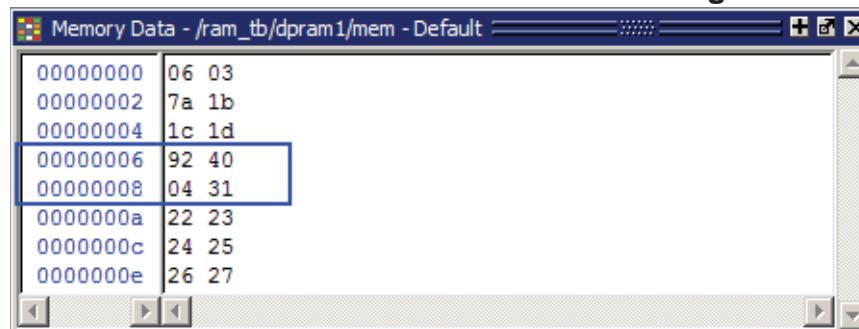 Memory Data - /ram_tb/dpram1/mem - Default
00000000 06 03
00000002 7a 1b
00000004 1c 1d
00000006 92 40
00000008 04 31
0000000a 22 23
0000000c 24 25
0000000e 26 27